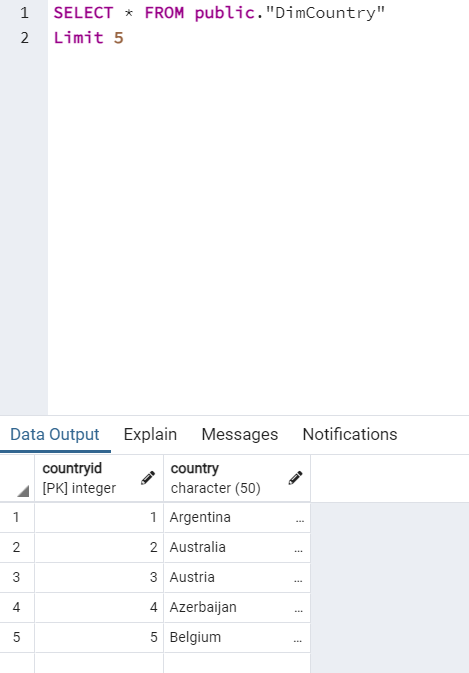 1 SELECT * FROM public."DimCountry"
2 Limit 5
Data Output Explain Messages Notifications
countryid country
[PK] integer character (50)
1 1 Argentina ...
2 2 Australia ...
3 3 Austria ...
4 4 Azerbaijan ...
5 5 Belgium ...